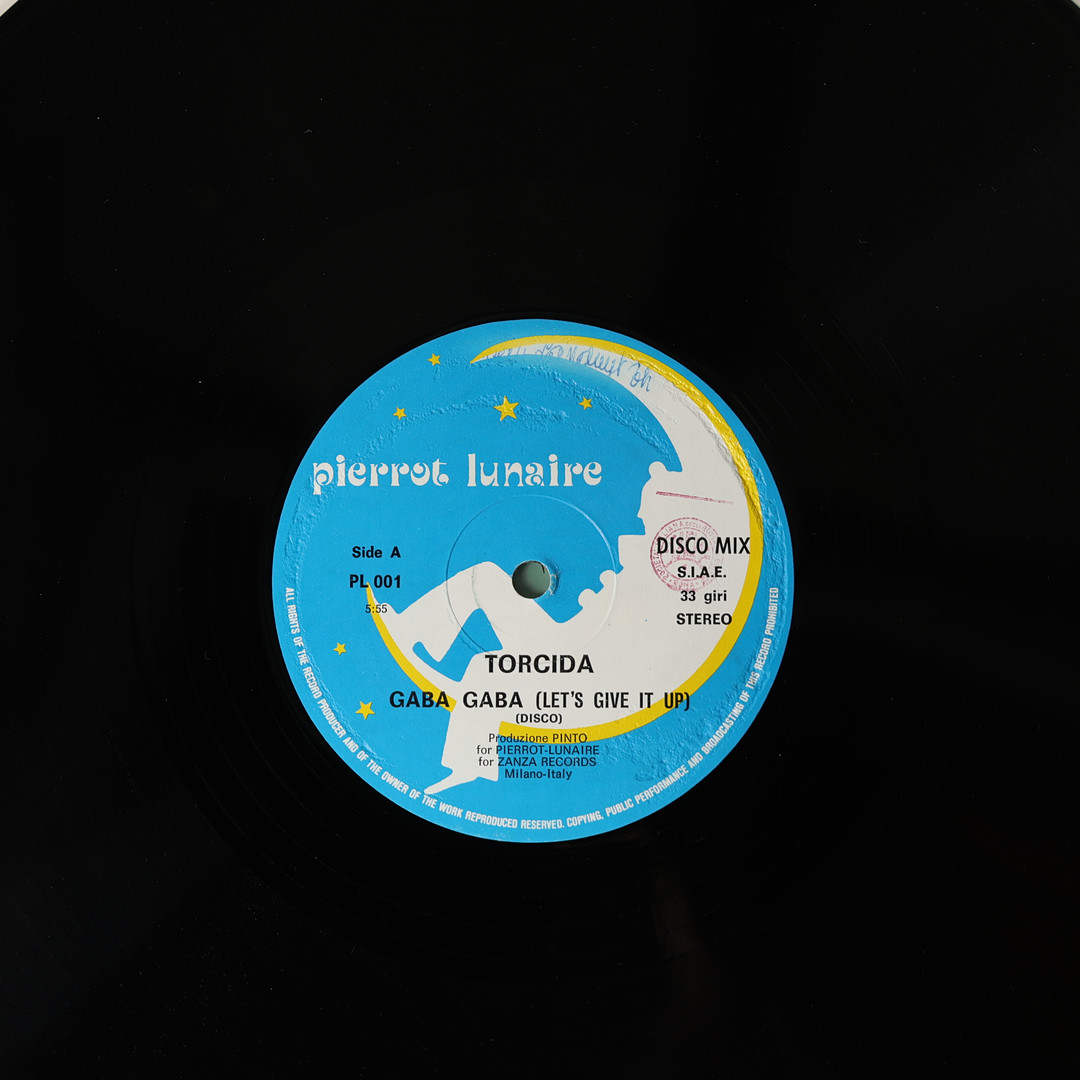 pierrot lunaire
Side A
PL 001
5:55
DISCO MIX
S.I.A.E.
33 giri
STEREO
TORCIDA
GABA GABA (LET'S GIVE IT UP)
(DISCO)
Produzione PINTO
for PIERROT-LUNAIRE
for ZANZA RECORDS
Milano-Italy
ALL RIGHTS OF THE RECORD PRODUCER AND OF THE OWNER OF THE WORK REPRODUCED RESERVED. COPYING, PUBLIC PERFORMANCE AND BROADCASTING OF THIS RECORD PROHIBITED